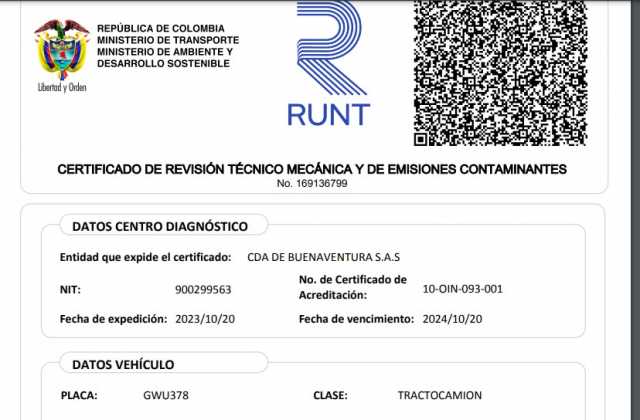 REPÚBLICA DE COLOMBIA
MINISTERIO DE TRANSPORTE
MINISTERIO DE AMBIENTE Y
DESARROLLO SOSTENIBLE
Libertad y Orden
RUNT
CERTIFICADO DE REVISIÓN TÉCNICO MECÁNICA Y DE EMISIONES CONTAMINANTES
No. 169136799
DATOS CENTRO DIAGNÓSTICO
Entidad que expide el certificado: CDA DE BUENAVENTURA S.A.S
NIT: 900299563 No. de Certificado de Acreditación: 10-OIN-093-001
Fecha de expedición: 2023/10/20 Fecha de vencimiento: 2024/10/20
DATOS VEHÍCULO
PLACA: GWU378 CLASE: TRACTOCAMION